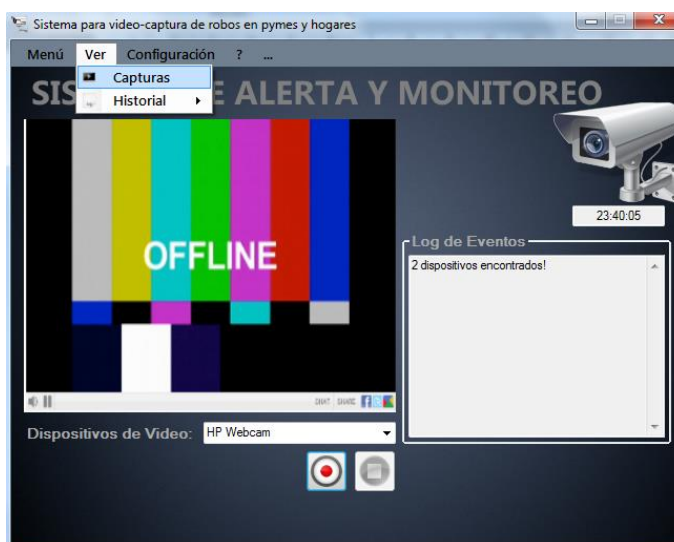 Sistema para video-captura de robos en pymes y hogares
Menú Ver Configuración ? ...
Capturas
Historial
SIS E ALERTA Y MONITOREO
OFFLINE
23:40:05
Log de Eventos
2 dispositivos encontrados!
Dispositivos de Video: HP Webcam